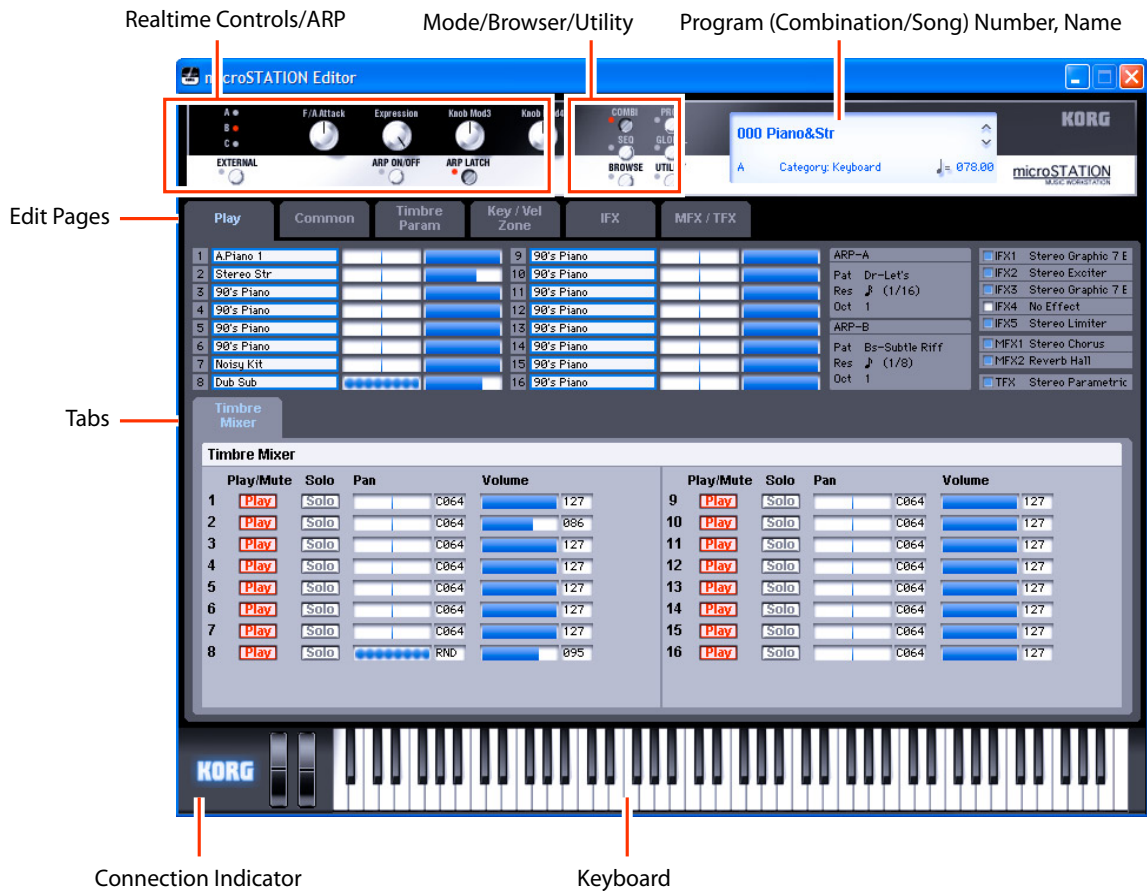 Realtime Controls/ARP
Mode/Browser/Utility
Program (Combination/Song) Number, Name
microSTATION Editor
A
B
C
F/A Attack
Expression
Knob Mod3
EXTERNAL
ARP ON/OFF
ARP LATCH
COMBI
SEQ
BROWSE
000 Piano&Str
A Category: Keyboard ♩= 078.00
KORG
microSTATION
MUSIC WORKSTATION
Edit Pages
Play
Common
Timbre Param
Key / Vel Zone
IFX
MFX / TFX
1 A.Piano 1
2 Stereo Str
3 90's Piano
4 90's Piano
5 90's Piano
6 90's Piano
7 Noisy Kit
8 Dub Sub
9 90's Piano
10 90's Piano
11 90's Piano
12 90's Piano
13 90's Piano
14 90's Piano
15 90's Piano
16 90's Piano
ARP-A
Pat Dr-Let's
Res (1/16)
Oct 1
ARP-B
Pat Bs-Subtle Riff
Res (1/8)
Oct 1
IFX1 Stereo Graphic 7 E
IFX2 Stereo Exciter
IFX3 Stereo Graphic 7 E
IFX4 No Effect
IFX5 Stereo Limiter
MFX1 Stereo Chorus
MFX2 Reverb Hall
TFX Stereo Parametric
Tabs
Timbre Mixer
Timbre Mixer
Play/Mute Solo Pan Volume
1 Play Solo C064 127
2 Play Solo C064 086
3 Play Solo C064 127
4 Play Solo C064 127
5 Play Solo C064 127
6 Play Solo C064 127
7 Play Solo C064 127
8 Play Solo RND 095
Play/Mute Solo Pan Volume
9 Play Solo C064 127
10 Play Solo C064 127
11 Play Solo C064 127
12 Play Solo C064 127
13 Play Solo C064 127
14 Play Solo C064 127
15 Play Solo C064 127
16 Play Solo C064 127
KORG
Connection Indicator
Keyboard